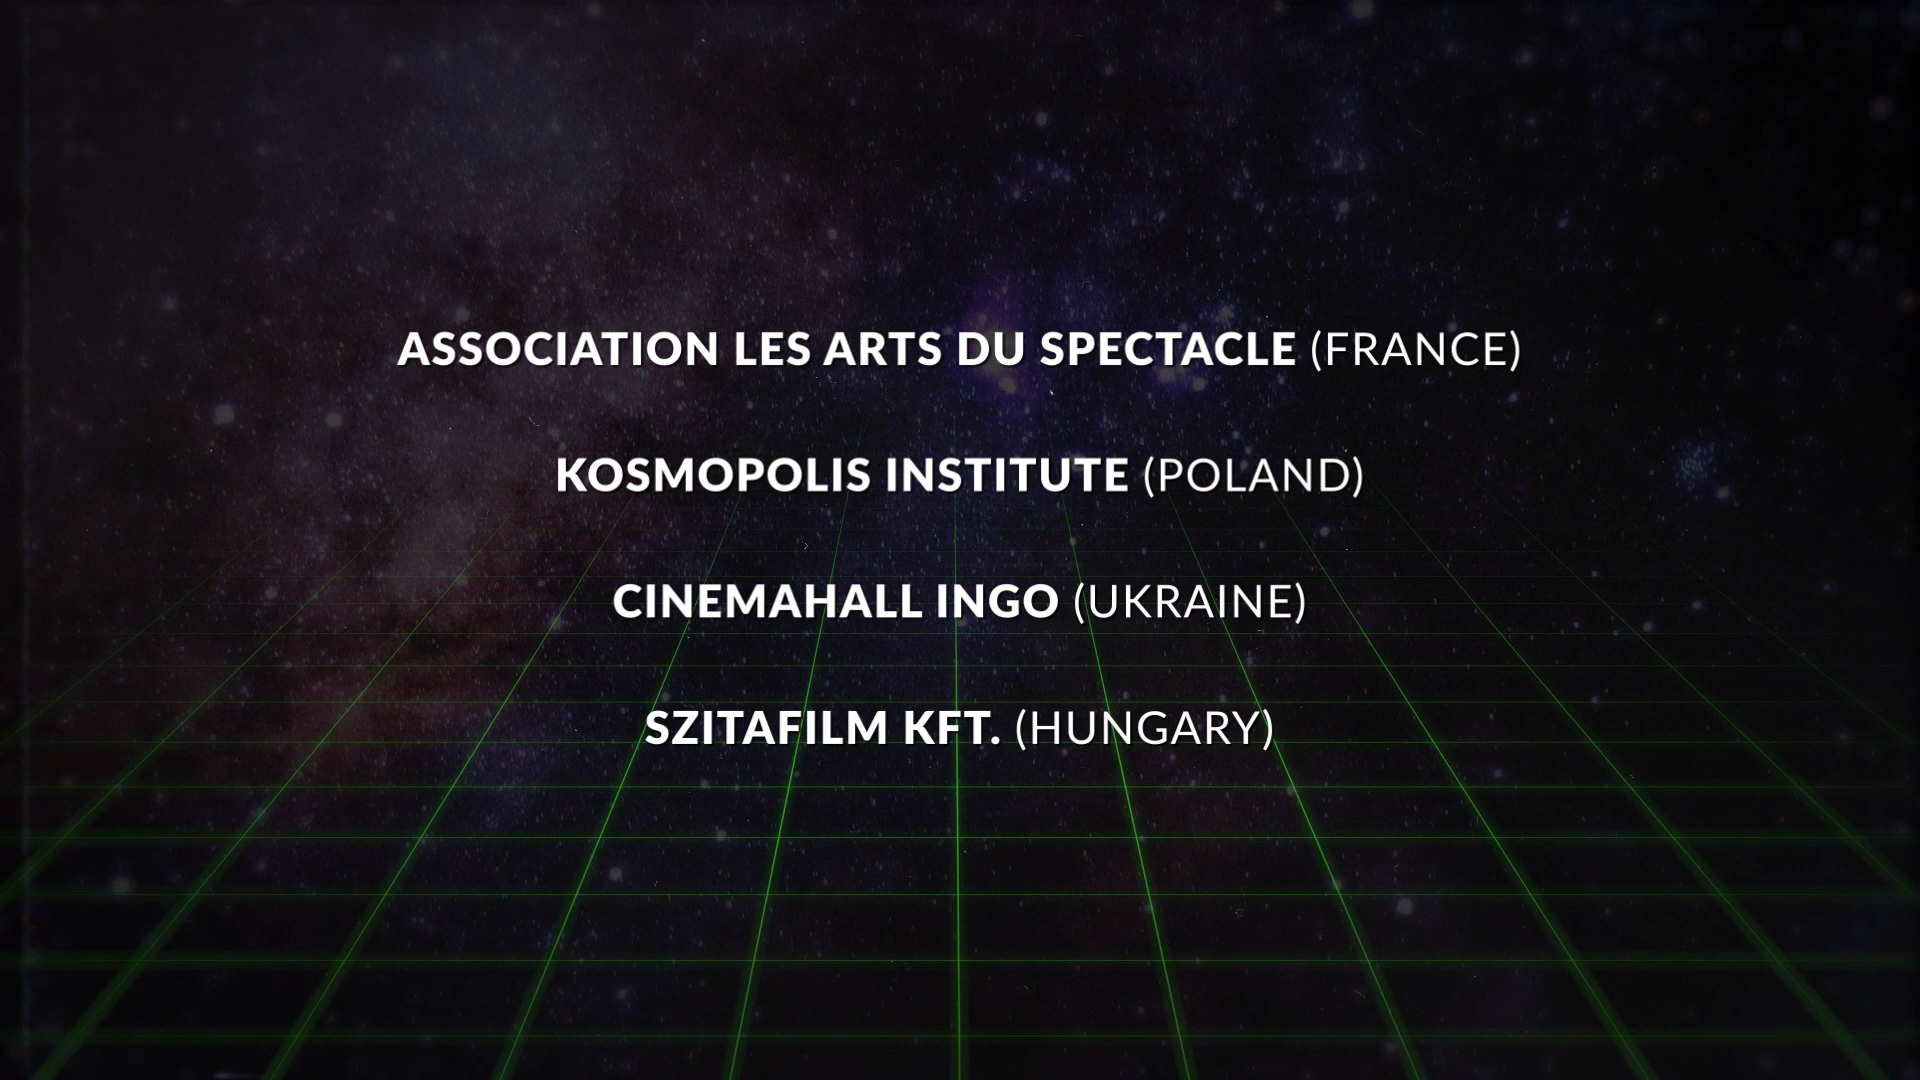 ASSOCIATION LES ARTS DU SPECTACLE (FRANCE)
KOSMOPOLIS INSTITUTE (POLAND)
CINEMAHALL INGO (UKRAINE)
SZITAFILM KFT. (HUNGARY)